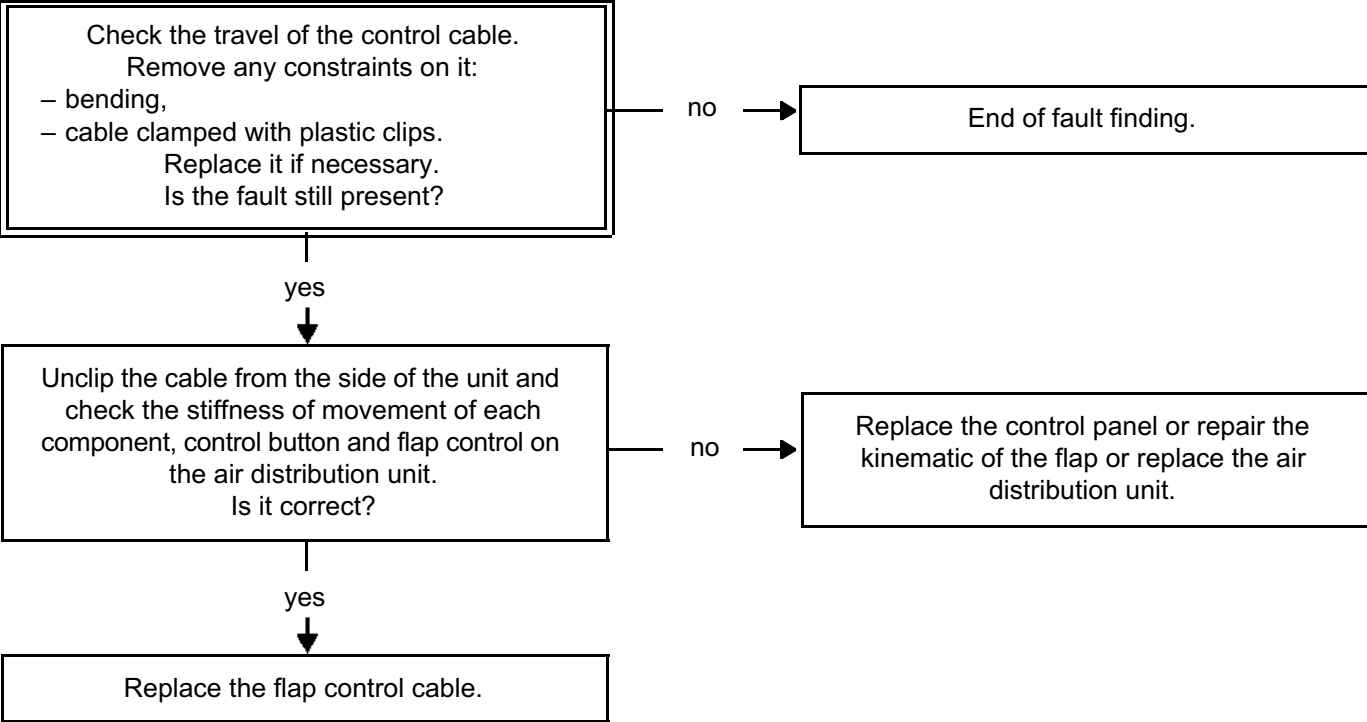 Check the travel of the control cable.
Remove any constraints on it:
– bending,
– cable clamped with plastic clips.
Replace it if necessary.
Is the fault still present?
no
End of fault finding.
yes
Unclip the cable from the side of the unit and
check the stiffness of movement of each
component, control button and flap control on
the air distribution unit.
Is it correct?
no
Replace the control panel or repair the
kinematic of the flap or replace the air
distribution unit.
yes
Replace the flap control cable.